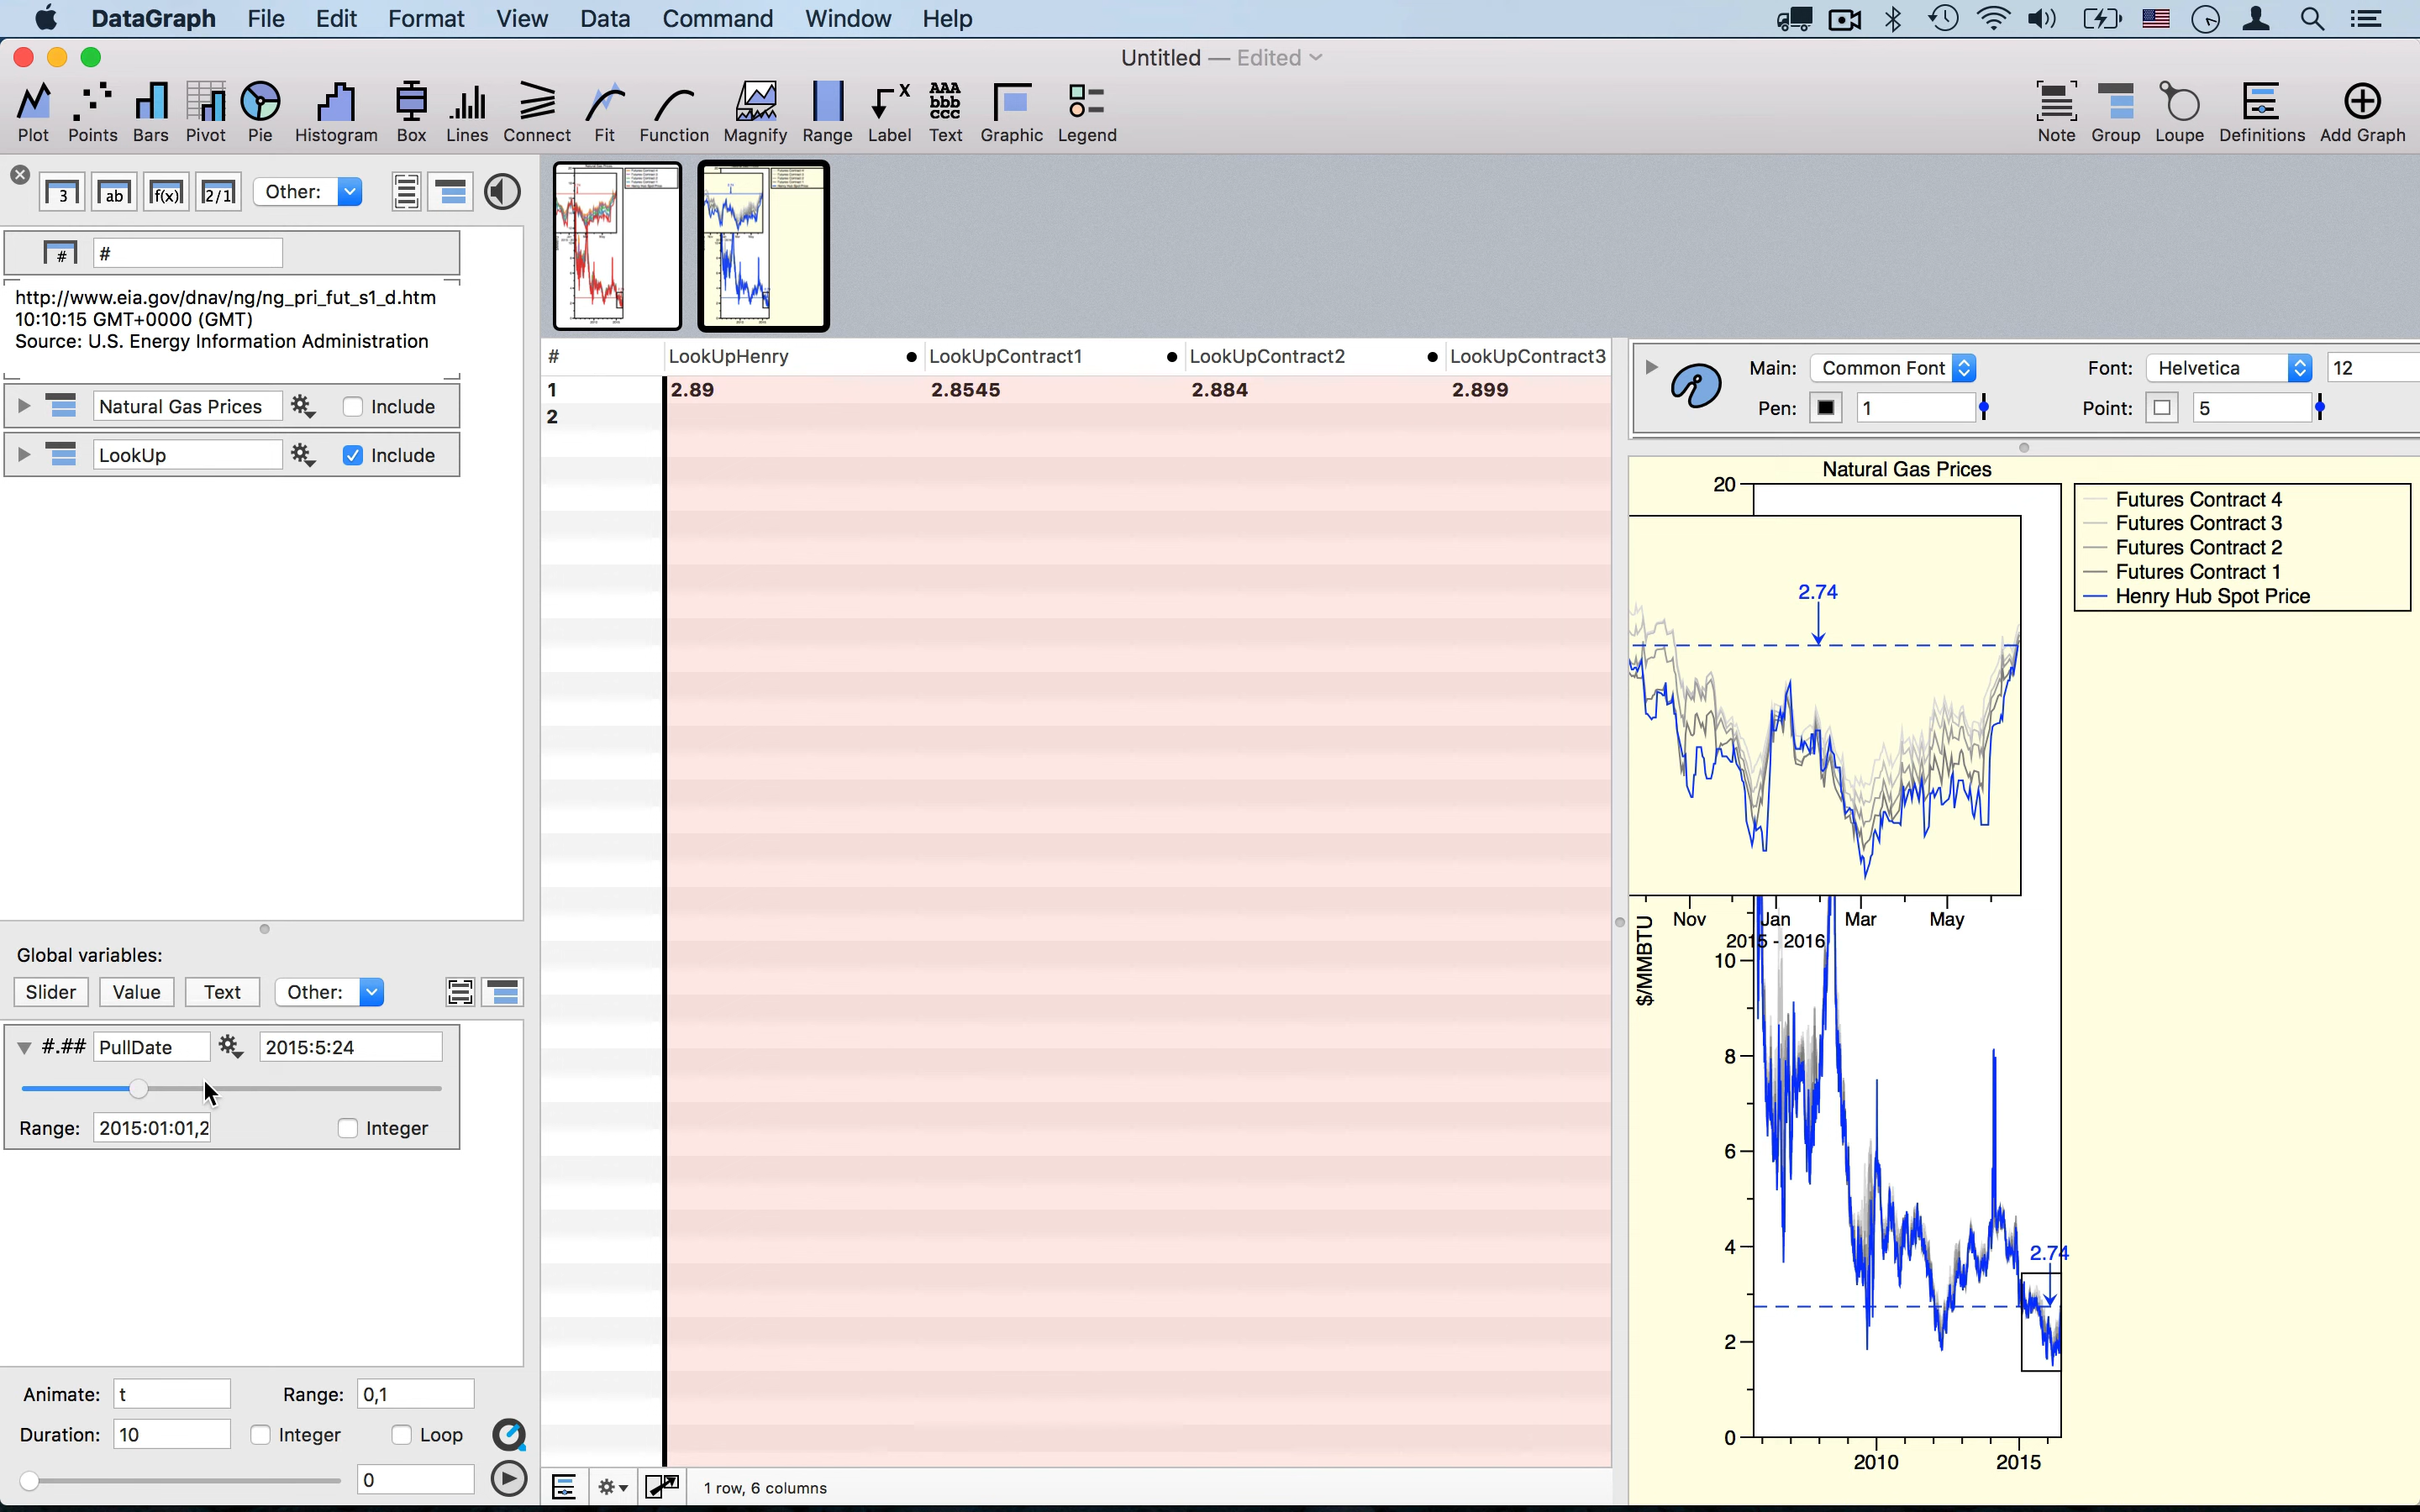 DataGraph File Edit Format View Data Command Window Help
Untitled — Edited
Plot Points Bars Pivot Pie Histogram Box Lines Connect Fit Function Magnify Range Label Text Graphic Legend Note Group Loupe Definitions Add Graph
X
AAA
bbb
ccc
3 ab f(x) 2/1 Other:
# #
http://www.eia.gov/dnav/ng/ng_pri_fut_s1_d.htm
10:10:15 GMT+0000 (GMT)
Source: U.S. Energy Information Administration
Natural Gas Prices Include
LookUp Include
Global variables:
Slider Value Text Other:
#.## PullDate 2015:5:24
Range: 2015:01:01,2 Integer
Animate: t Range: 0,1
Duration: 10 Integer Loop
0
# LookUpHenry LookUpContract1 LookUpContract2 LookUpContract3
1 2.89 2.8545 2.884 2.899
2
1 row, 6 columns
Main: Common Font Font: Helvetica 12
Pen: 1 Point: 5
Natural Gas Prices
20
Futures Contract 4
Futures Contract 3
Futures Contract 2
Futures Contract 1
Henry Hub Spot Price
2.74
Nov Jan Mar May
2015 - 2016
$/MMBTU
10
8
6
4
2.74
2
0
2010 2015